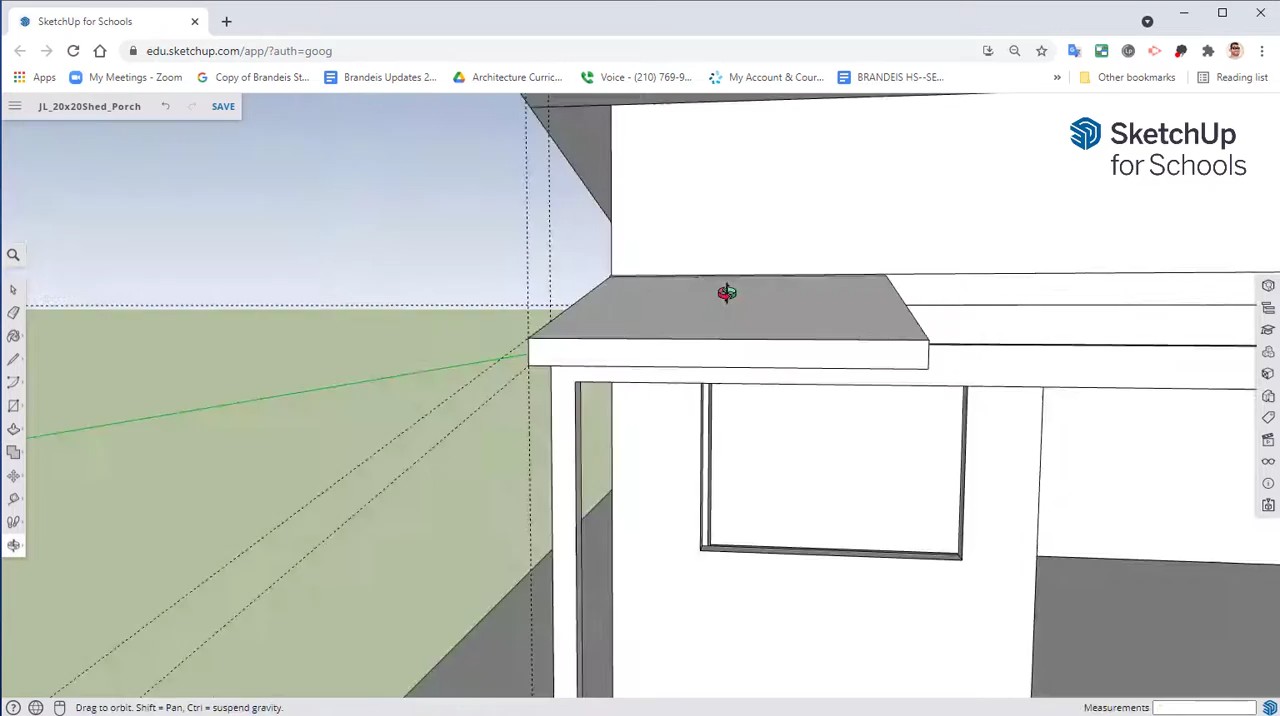 SketchUp for Schools
edu.sketchup.com/app/?auth=goog
Apps
My Meetings - Zoom
Copy of Brandeis St...
Brandeis Updates 2...
Architecture Curric...
Voice - (210) 769-9...
My Account & Cour...
BRANDEIS HS--SE...
»
Other bookmarks
Reading list
JL_20x20Shed_Porch
SAVE
SketchUp
for Schools
Drag to orbit. Shift = Pan, Ctrl = suspend gravity.
Measurements